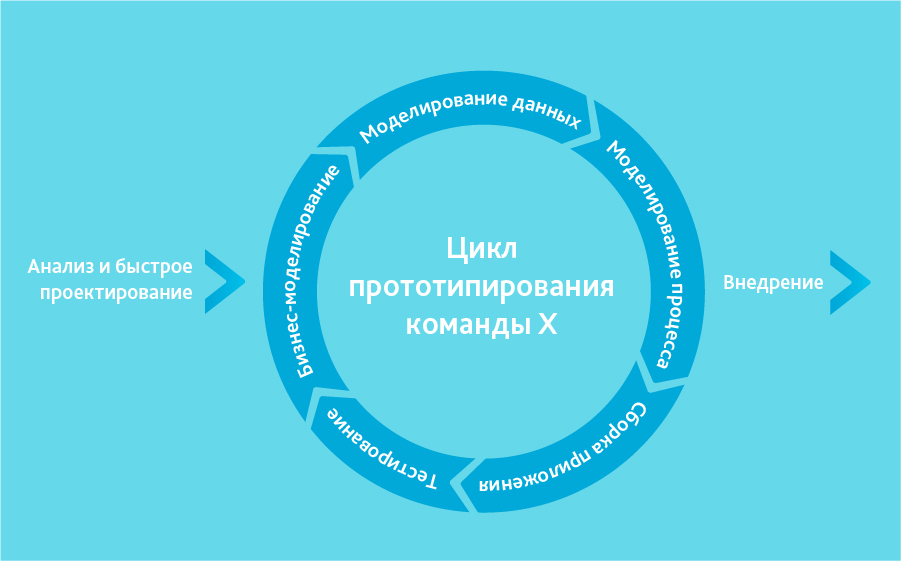 Анализ и быстрое
проектирование
Бизнес-моделирование
Моделирование данных
Моделирование процесса
Сборка приложения
Тестирование
Цикл
прототипирования
команды X
Внедрение